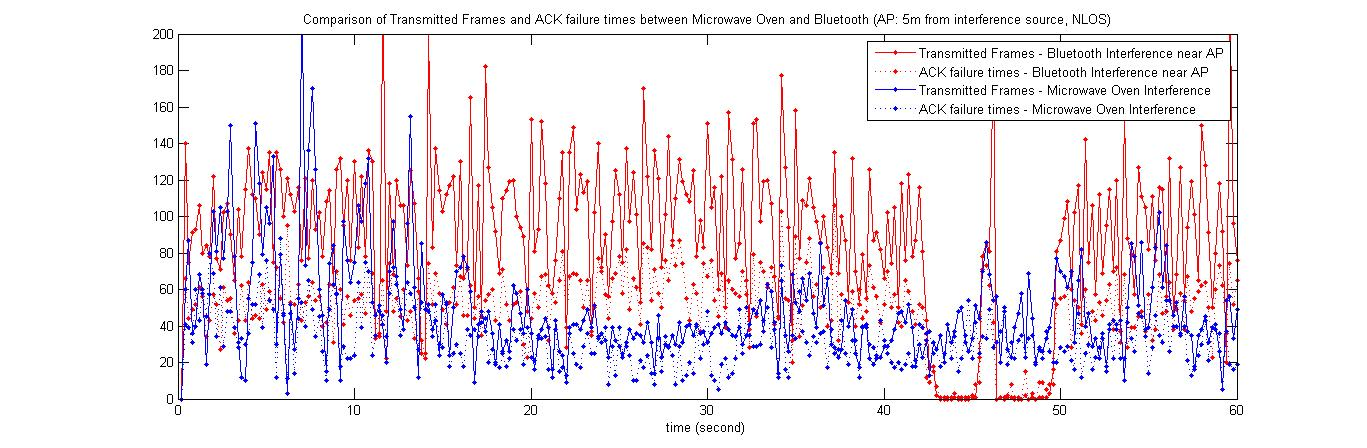 Comparison of Transmitted Frames and ACK failure times between Microwave Oven and Bluetooth (AP: 5m from interference source, NLOS)
200
180
160
140
120
100
80
60
40
20
0
Transmitted Frames - Bluetooth Interference near AP
ACK failure times - Bluetooth Interference near AP
Transmitted Frames - Microwave Oven Interference
ACK failure times - Microwave Oven Interference
0 10 20 30 40 50 60
time (second)